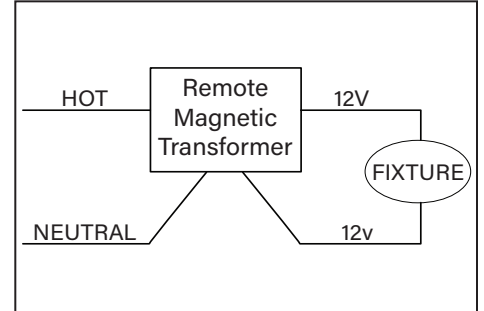 HOT
Remote
Magnetic
Transformer
12V
FIXTURE
NEUTRAL
12v